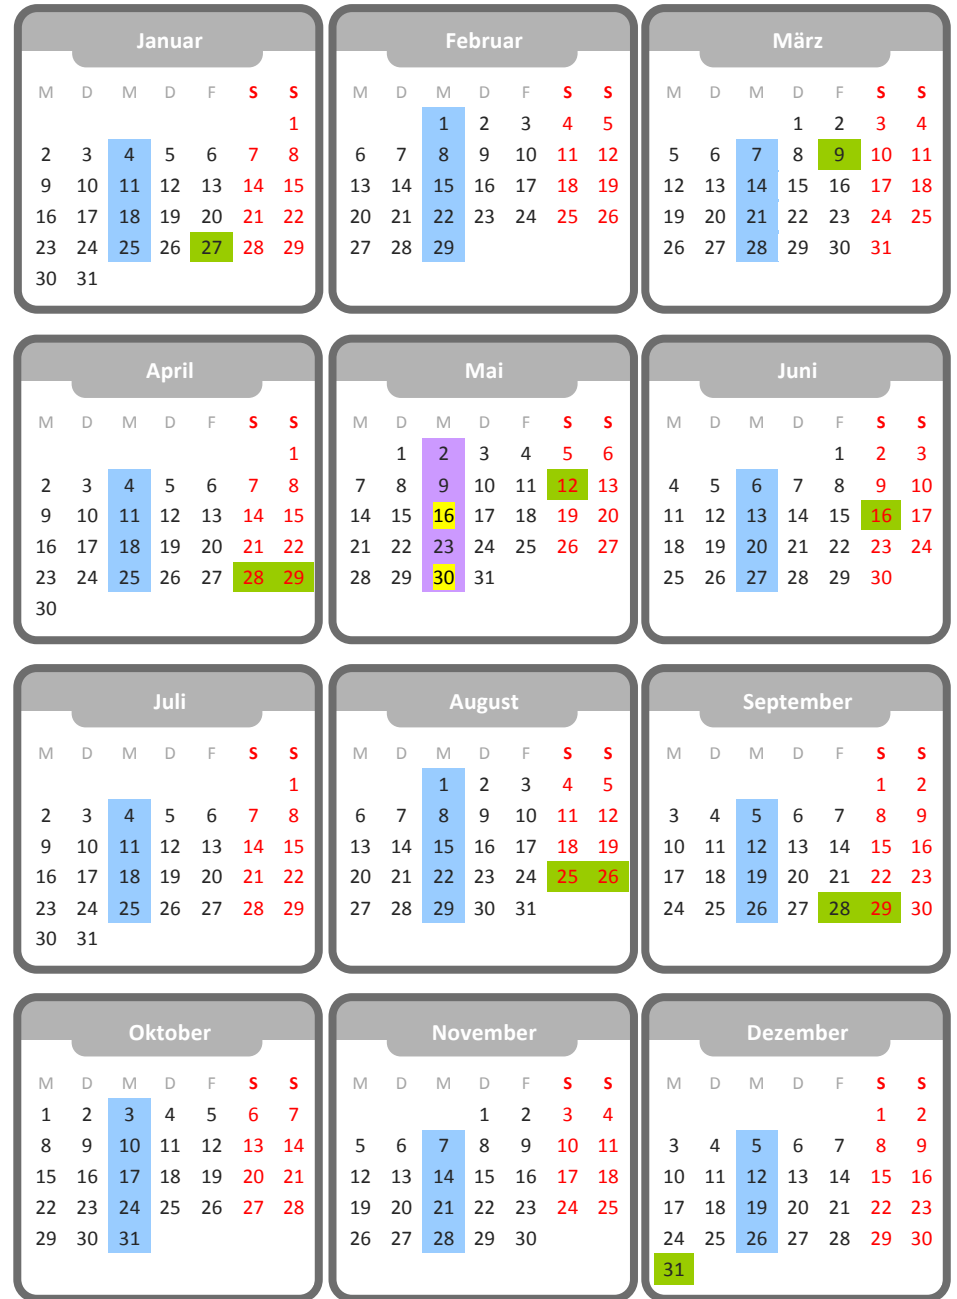 Januar
M D M D F S S
1
2 3 4 5 6 7 8
9 10 11 12 13 14 15
16 17 18 19 20 21 22
23 24 25 26 27 28 29
30 31
Februar
M D M D F S S
1 2 3 4 5
6 7 8 9 10 11 12
13 14 15 16 17 18 19
20 21 22 23 24 25 26
27 28 29
März
M D M D F S S
1 2 3 4
5 6 7 8 9 10 11
12 13 14 15 16 17 18
19 20 21 22 23 24 25
26 27 28 29 30 31
April
M D M D F S S
1
2 3 4 5 6 7 8
9 10 11 12 13 14 15
16 17 18 19 20 21 22
23 24 25 26 27 28 29
30
Mai
M D M D F S S
1 2 3 4 5 6
7 8 9 10 11 12 13
14 15 16 17 18 19 20
21 22 23 24 25 26 27
28 29 30 31
Juni
M D M D F S S
1 2 3
4 5 6 7 8 9 10
11 12 13 14 15 16 17
18 19 20 21 22 23 24
25 26 27 28 29 30
Juli
M D M D F S S
1
2 3 4 5 6 7 8
9 10 11 12 13 14 15
16 17 18 19 20 21 22
23 24 25 26 27 28 29
30 31
August
M D M D F S S
1 2 3 4 5
6 7 8 9 10 11 12
13 14 15 16 17 18 19
20 21 22 23 24 25 26
27 28 29 30 31
September
M D M D F S S
1 2
3 4 5 6 7 8 9
10 11 12 13 14 15 16
17 18 19 20 21 22 23
24 25 26 27 28 29 30
Oktober
M D M D F S S
1 2 3 4 5 6 7
8 9 10 11 12 13 14
15 16 17 18 19 20 21
22 23 24 25 26 27 28
29 30 31
November
M D M D F S S
1 2 3 4
5 6 7 8 9 10 11
12 13 14 15 16 17 18
19 20 21 22 23 24 25
26 27 28 29 30
Dezember
M D M D F S S
1 2
3 4 5 6 7 8 9
10 11 12 13 14 15 16
17 18 19 20 21 22 23
24 25 26 27 28 29 30
31